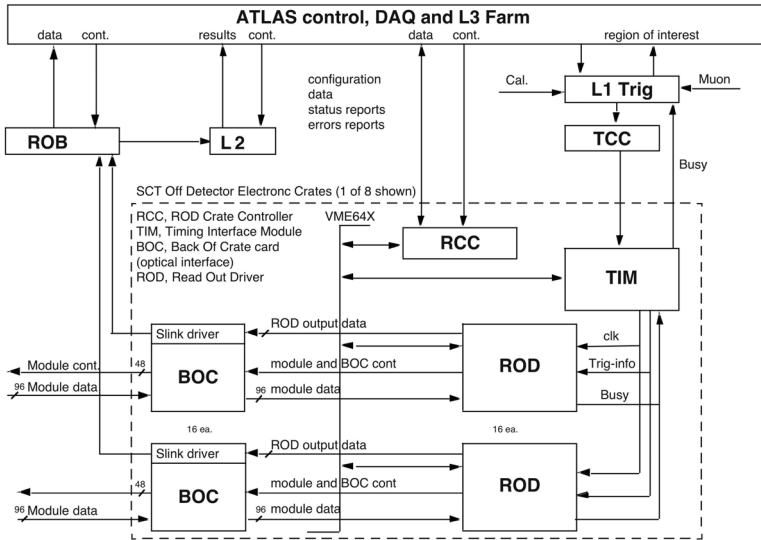 ATLAS control, DAQ and L3 Farm
data cont. results cont. data cont. region of interest
configuration
data
status reports
errors reports
Cal. L1 Trig Muon
ROB L2 TCC
Busy
SCT Off Detector Electronc Crates (1 of 8 shown)
RCC, ROD Crate Controller
TIM, Timing Interface Module
BOC, Back Of Crate card
(optical interface)
ROD, Read Out Driver
VME64X
RCC
TIM
Slink driver ROD output data
clk
Module cont. 48 BOC module and BOC cont ROD Trig-info
96 Module data 96 module data Busy
16 ea. 16 ea.
Slink driver ROD output data
48 BOC module and BOC cont ROD
96 Module data 96 module data